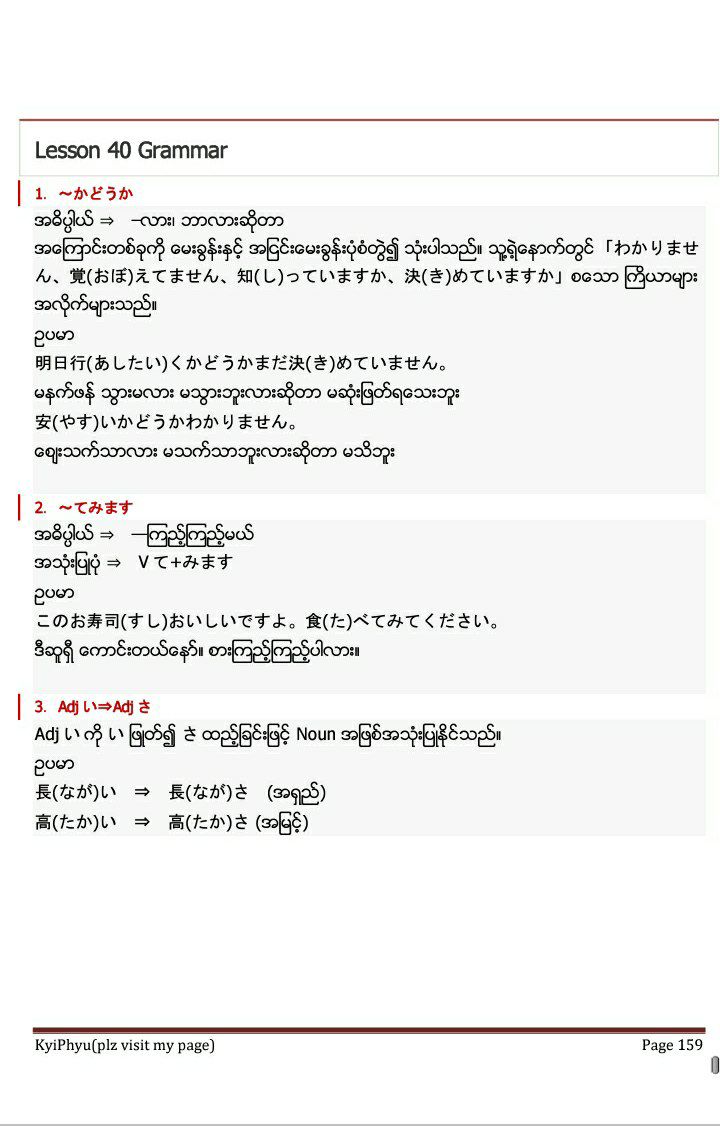 Lesson 40 Grammar
1. ～かどうか
အဓိပ္ပါယ် ⇒ –လား၊ ဘာလားဆိုတာ
အကြောင်းတစ်ခုကို မေးခွန်းနှင့် အငြင်းမေးခွန်းပုံစံတွဲ၍ သုံးပါသည်။ သူ့ရဲ့နောက်တွင် 「わかりませ
ん、覚(おぼ)えてません、知(し)っていますか、決(き)めていますか」စသော ကြိယာများ
အလိုက်များသည်။
ဥပမာ
明日行(あしたい)くかどうかまだ決(き)めていません。
မနက်ဖန် သွားမလား မသွားဘူးလားဆိုတာ မဆုံးဖြတ်ရသေးဘူး
安(やす)いかどうかわかりません。
ဈေးသက်သာလား မသက်သာဘူးလားဆိုတာ မသိဘူး
2. ～てみます
အဓိပ္ပါယ် ⇒ —ကြည့်ကြည့်မယ်
အသုံးပြုပုံ ⇒ V て+みます
ဥပမာ
このお寿司(すし)おいしいですよ。食(た)べてみてください。
ဒီဆူရှီ ကောင်းတယ်နော်။ စားကြည့်ကြည့်ပါလား။
3. Adj い⇒Adj さ
Adj い ကို い ဖြုတ်၍ さ ထည့်ခြင်းဖြင့် Noun အဖြစ်အသုံးပြုနိုင်သည်။
ဥပမာ
長(なが)い ⇒ 長(なが)さ (အရှည်)
高(たか)い ⇒ 高(たか)さ (အမြင့်)
KyiPhyu(plz visit my page) Page 159